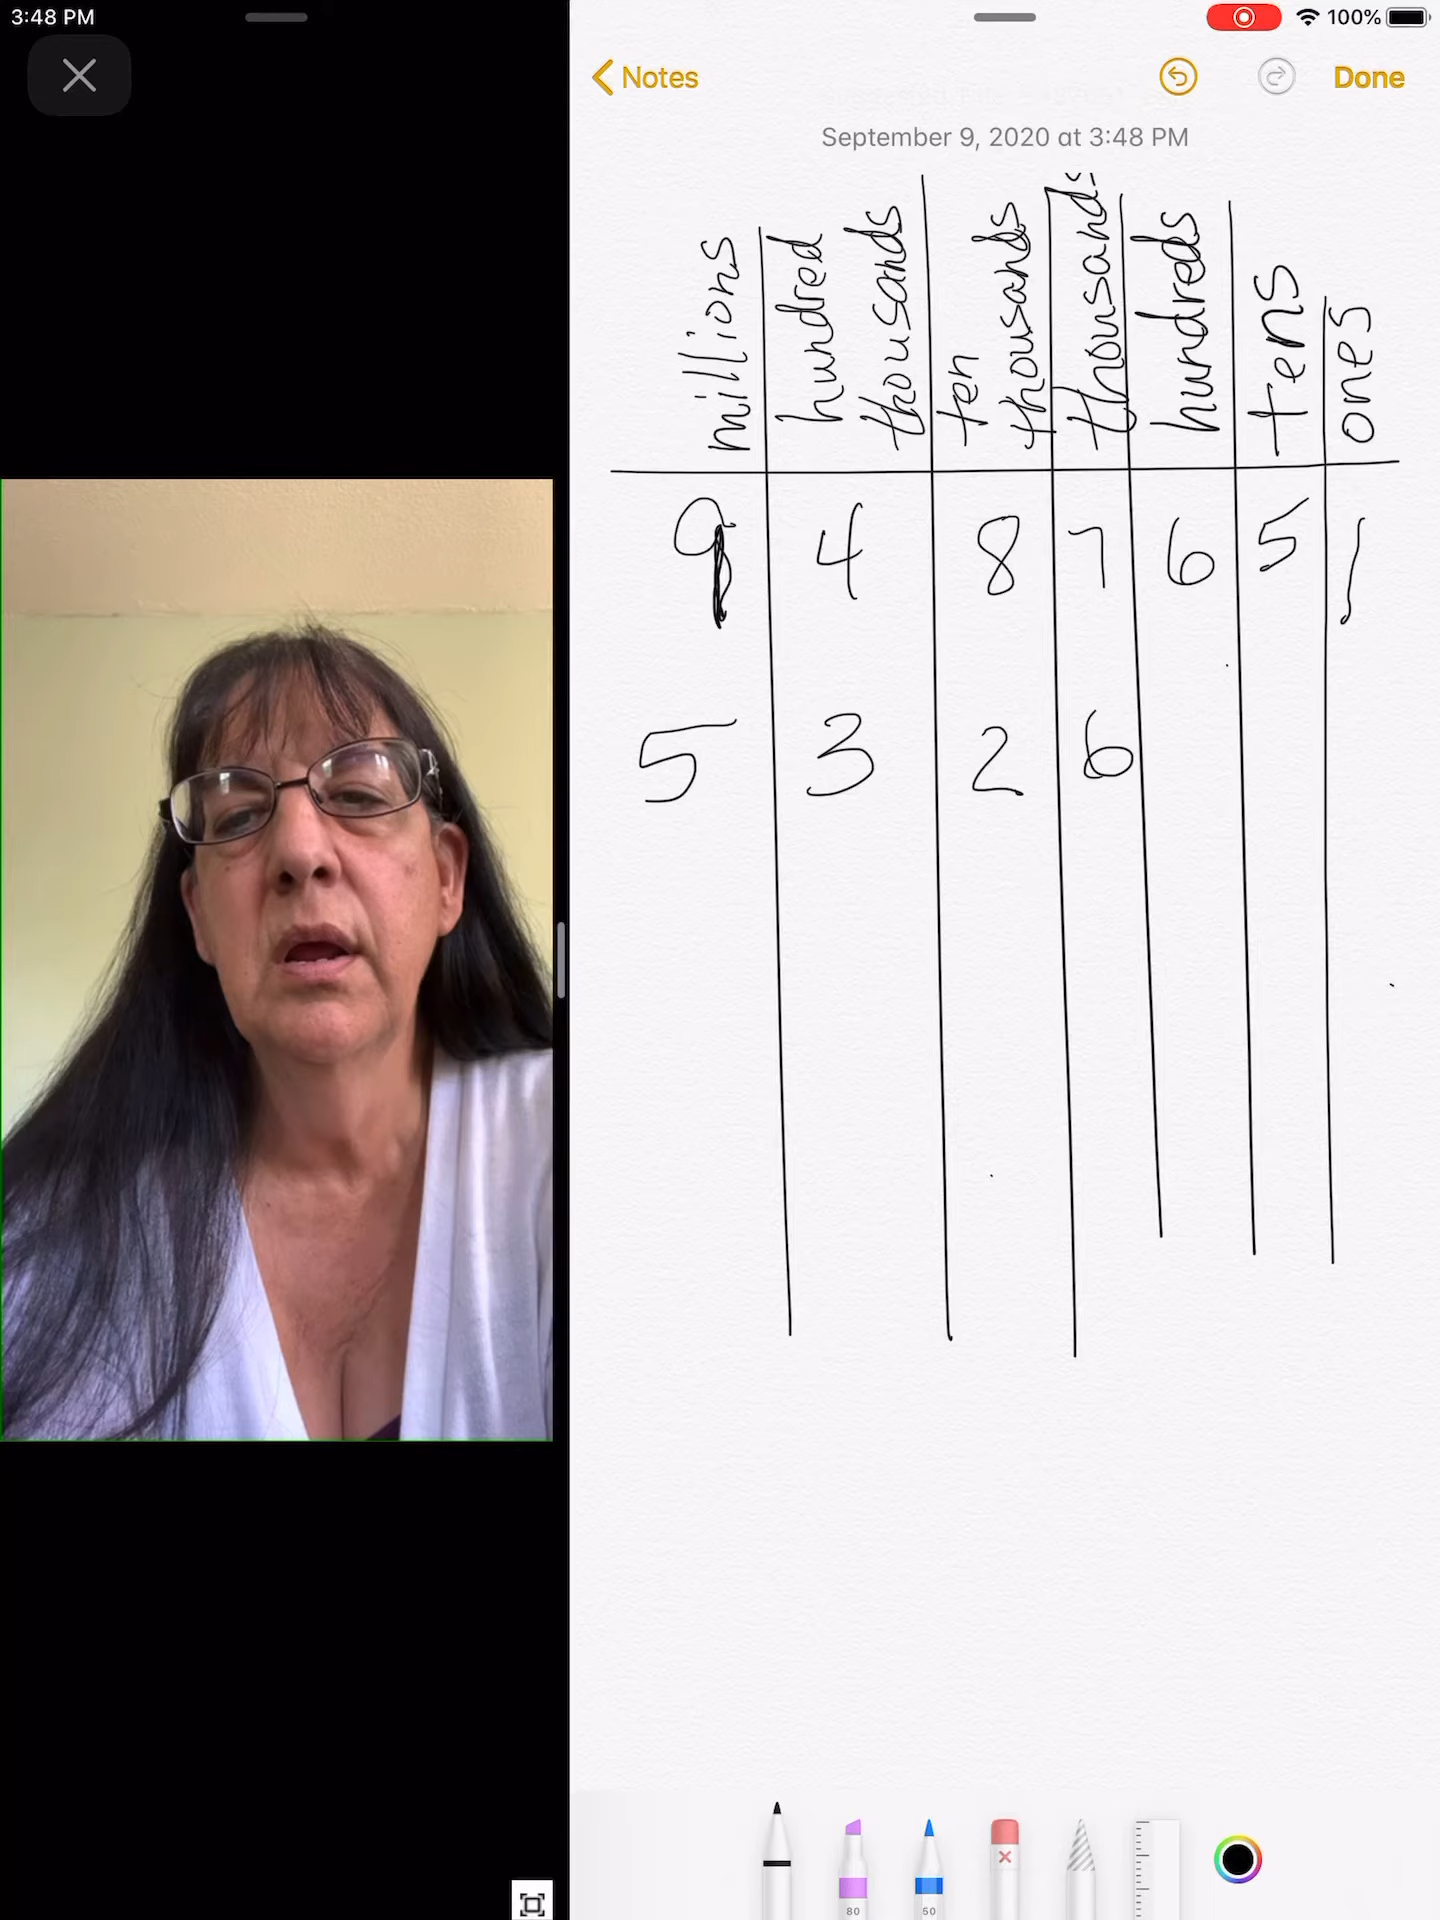 3:48 PM
100%
Notes
Done
September 9, 2020 at 3:48 PM
millions
hundred
thousands
ten
thousands
thousands
hundreds
tens
ones
9 4 8 7 6 5 1
5 3 2 6
80
50